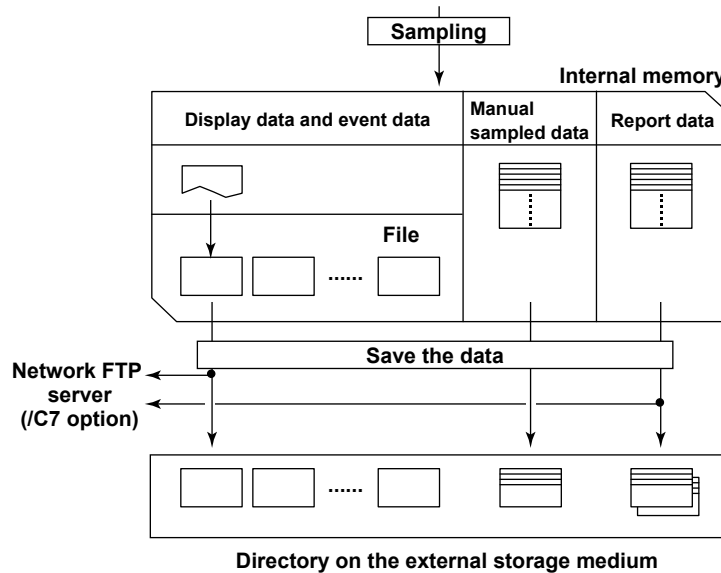 Sampling
Internal memory
Display data and event data
Manual
sampled data
Report data
File
......
Save the data
Network FTP
server
(/C7 option)
......
Directory on the external storage medium